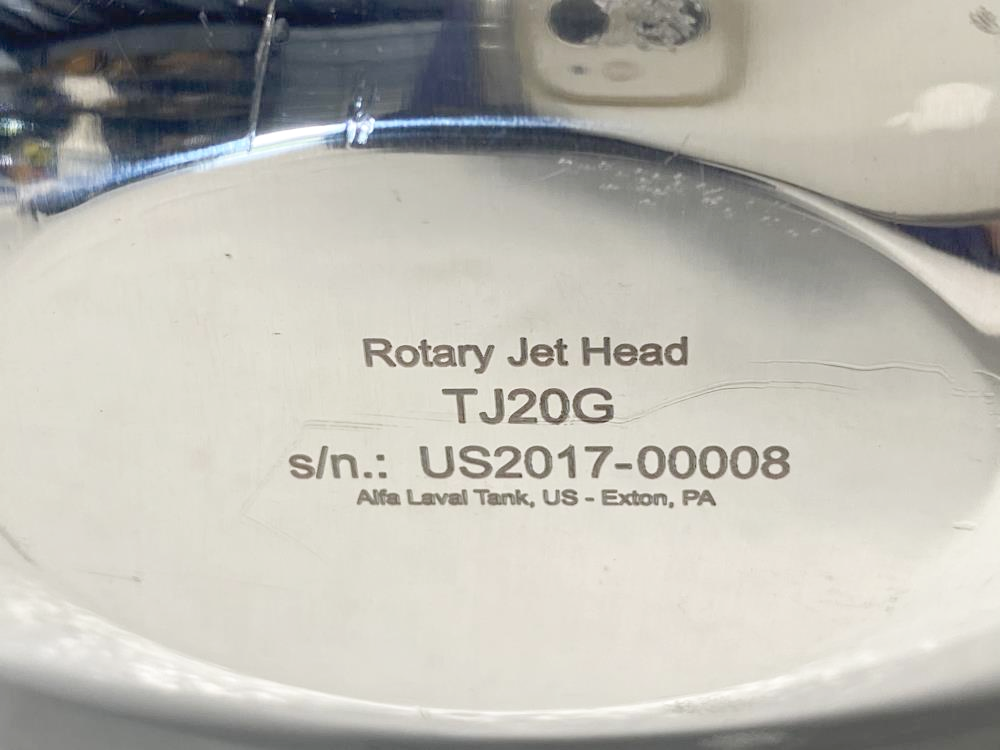 Rotary Jet Head
TJ20G
s/n.: US2017-00008
Alfa Laval Tank, US - Exton, PA